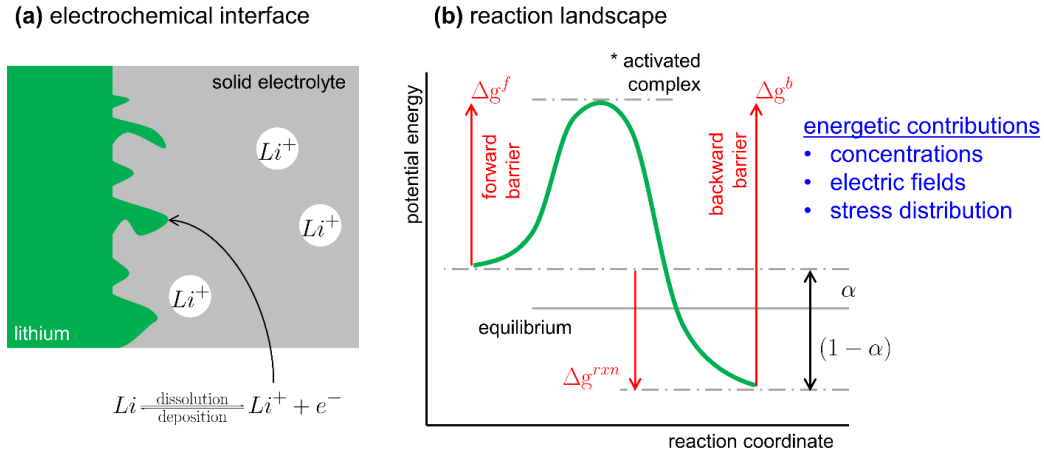 (a) electrochemical interface
solid electrolyte
Li⁺
Li⁺
Li⁺
lithium
Li dissolution Li⁺ + e⁻
deposition
(b) reaction landscape
* activated
complex
Δg^f
Δg^b
potential energy
forward
barrier
backward
barrier
energetic contributions
• concentrations
• electric fields
• stress distribution
α
equilibrium
(1 − α)
Δg^rxn
reaction coordinate